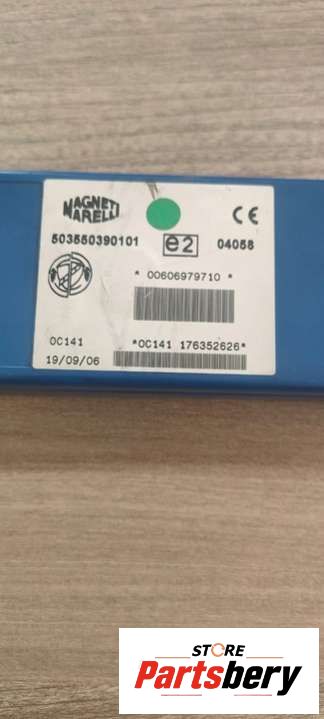 MAGNETI
MARELLI
CE
503550390101
e2
04058
* 00606979710 *
OC141
*OC141 176352626*
19/09/06
STORE
Partsbery